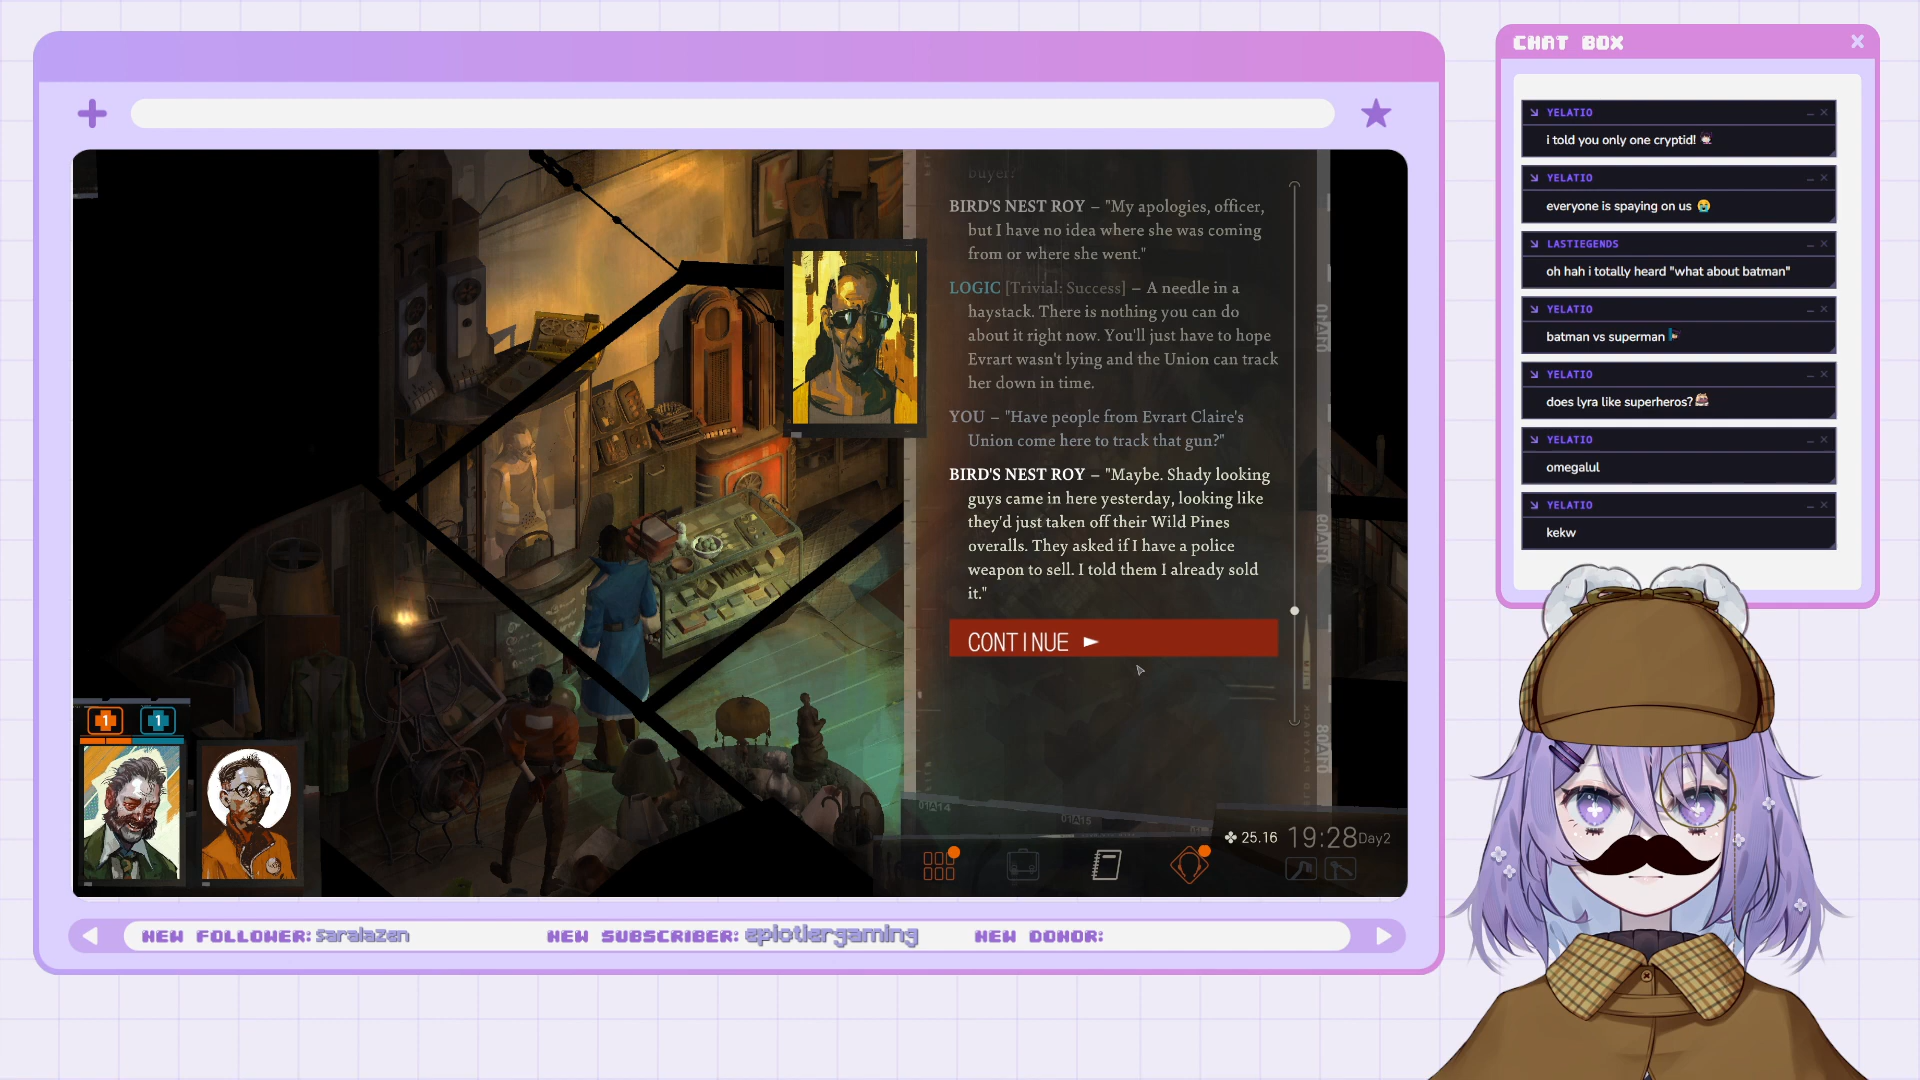 buyer?"
BIRD'S NEST ROY – "My apologies, officer,
but I have no idea where she was coming
from or where she went."
LOGIC [Trivial: Success] – A needle in a
haystack. There is nothing you can do
about it right now. You'll just have to hope
Evrart wasn't lying and the Union can track
her down in time.
YOU – "Have people from Evrart Claire's
Union come here to track that gun?"
BIRD'S NEST ROY – "Maybe. Shady looking
guys came in here yesterday, looking like
they'd just taken off their Wild Pines
overalls. They asked if I have a police
weapon to sell. I told them I already sold
it."
CONTINUE
01A14
01A15
25.16
19:28 Day2
1
1
NEW FOLLOWER: saralazen
NEW SUBSCRIBER: eplotiergaming
NEW DONOR:
CHAT BOX
YELATIO
i told you only one cryptid!
YELATIO
everyone is spaying on us
LASTIEGENDS
oh hah i totally heard "what about batman"
YELATIO
batman vs superman
YELATIO
does lyra like superheros?
YELATIO
omegalul
YELATIO
kekw